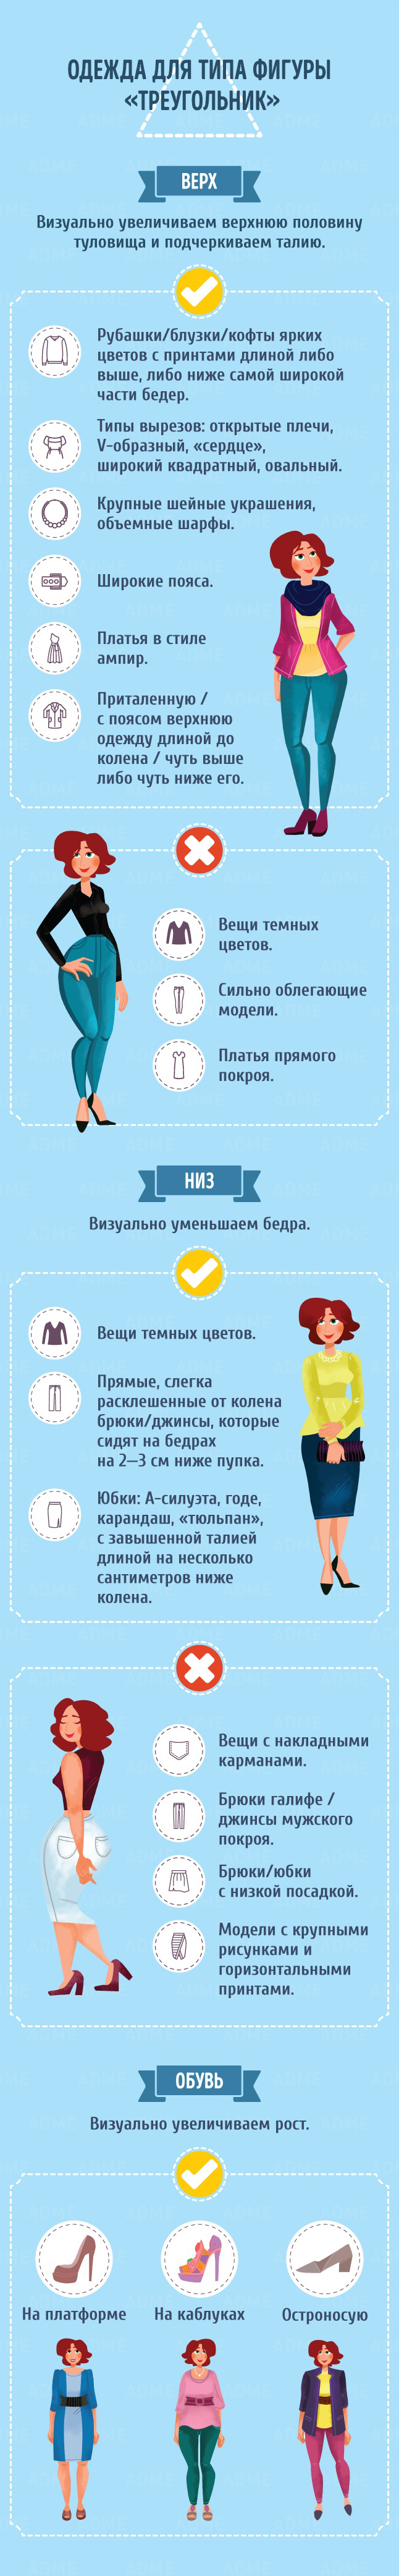 ОДЕЖДА ДЛЯ ТИПА ФИГУРЫ
«ТРЕУГОЛЬНИК»
ВЕРХ
Визуально увеличиваем верхнюю половину
туловища и подчеркиваем талию.
Рубашки/блузки/кофты ярких
цветов с принтами длиной либо
выше, либо ниже самой широкой
части бедер.
Типы вырезов: открытые плечи,
V-образный, «сердце»,
широкий квадратный, овальный.
Крупные шейные украшения,
объемные шарфы.
Широкие пояса.
Платья в стиле
ампир.
Приталенную /
с поясом верхнюю
одежду длиной до
колена / чуть выше
либо чуть ниже его.
Вещи темных
цветов.
Сильно облегающие
модели.
Платья прямого
покроя.
НИЗ
Визуально уменьшаем бедра.
Вещи темных цветов.
Прямые, слегка
расклешенные от колена
брюки/джинсы, которые
сидят на бедрах
на 2—3 см ниже пупка.
Юбки: А-силуэта, годе,
карандаш, «тюльпан»,
с завышенной талией
длиной на несколько
сантиметров ниже
колена.
Вещи с накладными
карманами.
Брюки галифе /
джинсы мужского
покроя.
Брюки/юбки
с низкой посадкой.
Модели с крупными
рисунками и
горизонтальными
принтами.
ОБУВЬ
Визуально увеличиваем рост.
На платформе
На каблуках
Остроносую